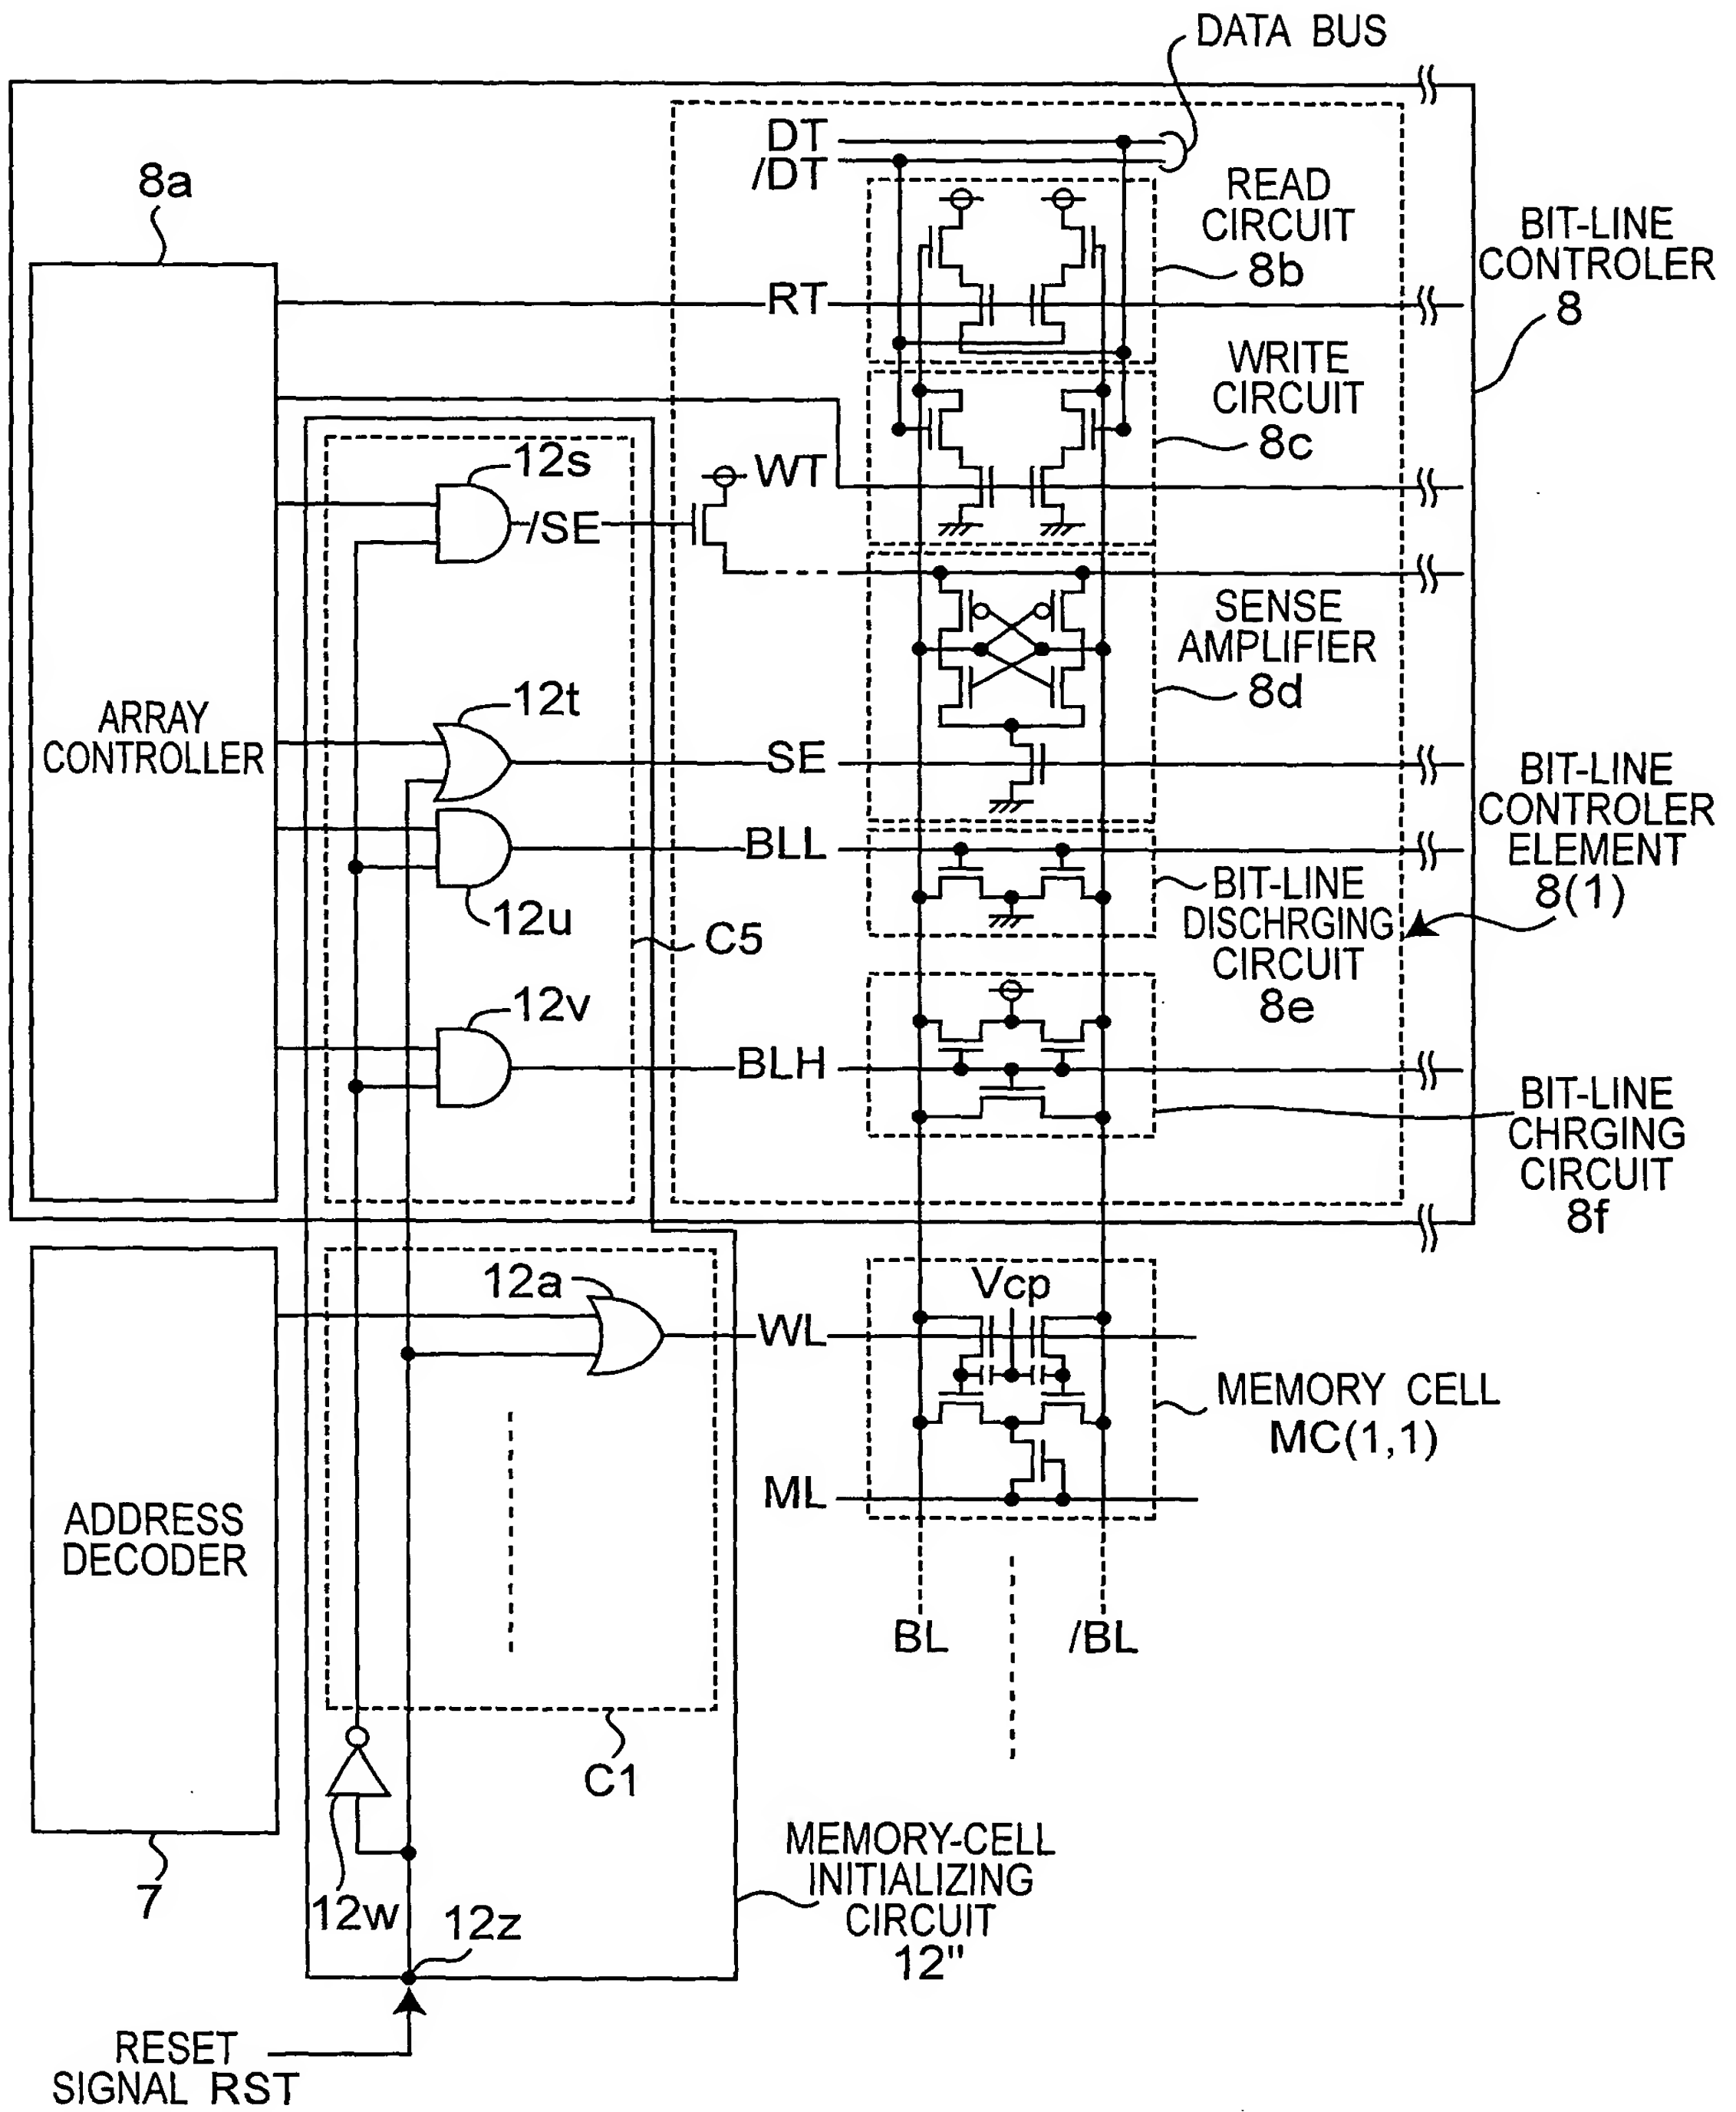 DATA BUS
DT
/DT
8a
READ
CIRCUIT
8b
BIT-LINE
CONTROLER
8
RT
WRITE
CIRCUIT
8c
12s
WT
/SE
SENSE
AMPLIFIER
8d
12t
ARRAY
CONTROLLER
SE
BIT-LINE
CONTROLER
ELEMENT
8(1)
BLL
12u
C5
BIT-LINE
DISCHRGING
CIRCUIT
8e
12v
BLH
BIT-LINE
CHRGING
CIRCUIT
8f
12a
Vcp
WL
MEMORY CELL
MC(1,1)
ML
ADDRESS
DECODER
BL
/BL
C1
7
12w
12z
MEMORY-CELL
INITIALIZING
CIRCUIT
12"
RESET
SIGNAL RST